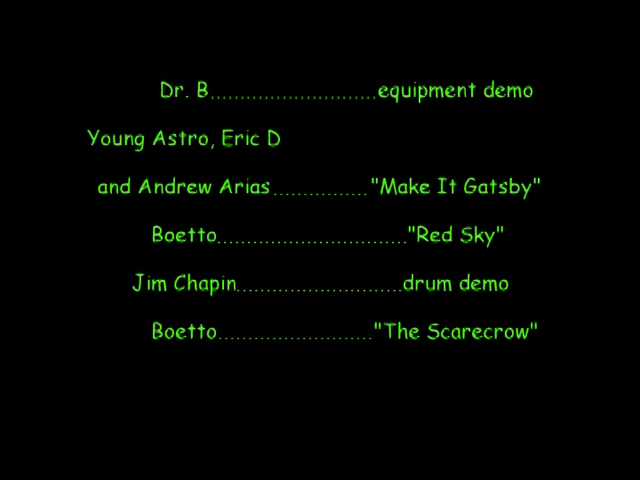 Dr. B............................equipment demo
Young Astro, Eric D
and Andrew Arias................"Make It Gatsby"
Boetto................................"Red Sky"
Jim Chapin............................drum demo
Boetto.........................."The Scarecrow"